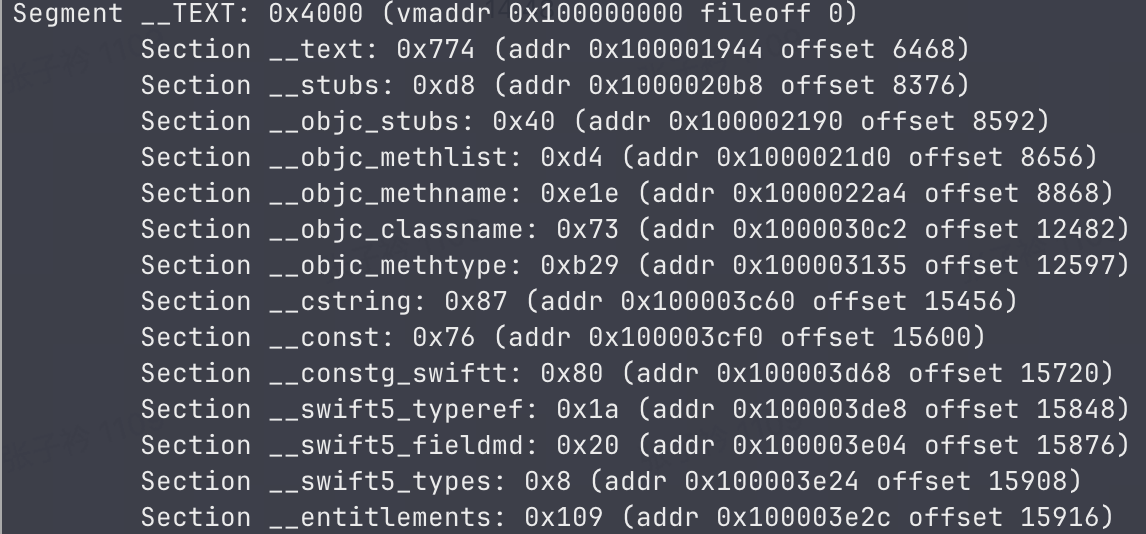 Segment __TEXT: 0x4000 (vmaddr 0x100000000 fileoff 0)
Section __text: 0x774 (addr 0x100001944 offset 6468)
Section __stubs: 0xd8 (addr 0x1000020b8 offset 8376)
Section __objc_stubs: 0x40 (addr 0x100002190 offset 8592)
Section __objc_methlist: 0xd4 (addr 0x1000021d0 offset 8656)
Section __objc_methname: 0xe1e (addr 0x1000022a4 offset 8868)
Section __objc_classname: 0x73 (addr 0x1000030c2 offset 12482)
Section __objc_methtype: 0xb29 (addr 0x100003135 offset 12597)
Section __cstring: 0x87 (addr 0x100003c60 offset 15456)
Section __const: 0x76 (addr 0x100003cf0 offset 15600)
Section __constg_swiftt: 0x80 (addr 0x100003d68 offset 15720)
Section __swift5_typeref: 0x1a (addr 0x100003de8 offset 15848)
Section __swift5_fieldmd: 0x20 (addr 0x100003e04 offset 15876)
Section __swift5_types: 0x8 (addr 0x100003e24 offset 15908)
Section __entitlements: 0x109 (addr 0x100003e2c offset 15916)